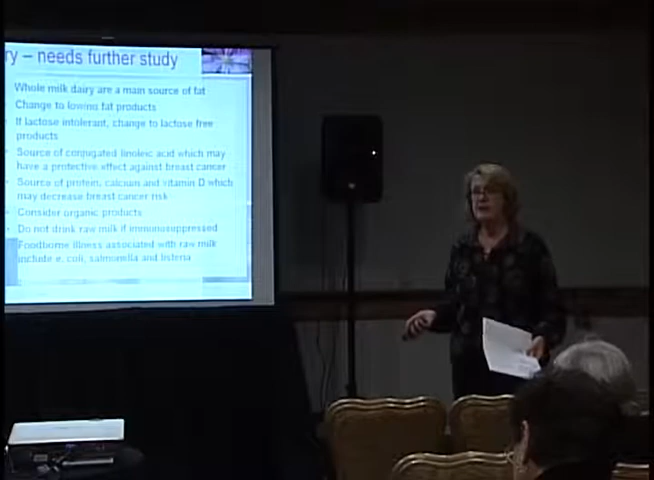 ry – needs further study
Whole milk dairy are a main source of fat
Change to low/no fat products
If lactose intolerant, change to lactose free
products
Source of conjugated linoleic acid which may
have a protective effect against breast cancer
Source of protein, calcium and vitamin D which
may decrease breast cancer risk
Consider organic products
Do not drink raw milk if immunosuppressed
Foodborne illness associated with raw milk
include e. coli, salmonella and listeria